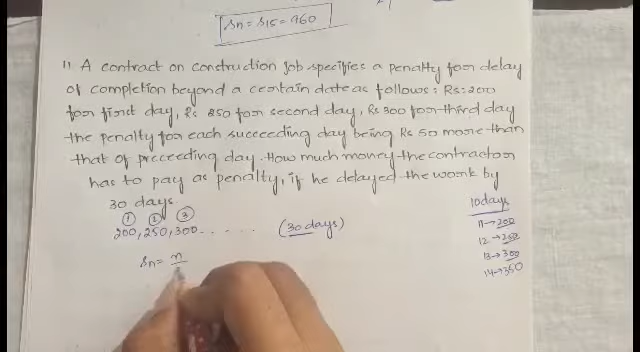 Sn = S15 = 960
11 A contract on construction job specifies a penalty for delay
of completion beyond a certain date as follows: Rs: 200
for first day, Rs 250 for second day, Rs 300 for third day
the penalty for each succeeding day being Rs 50 more than
that of preceeding day. How much money the contractor
has to pay as penalty, if he delayed the work by
30 days.
① ② ③
200, 250, 300 . . . . . . (30 days)
Sn = n
10 days
11 → 200
12 → 250
13 → 300
14 → 350